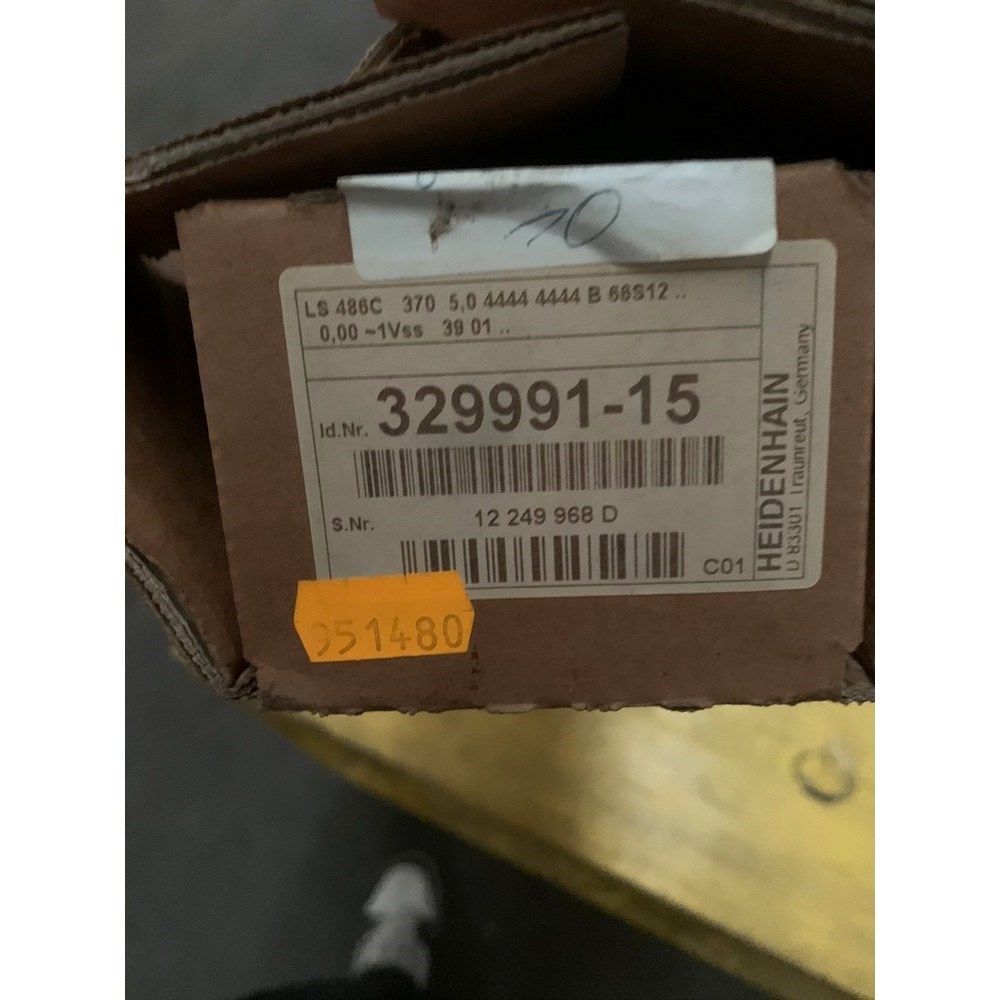 10
LS 486C 370 5,0 4444 4444 B 66S12 ..
0,00 ~1Vss 39 01 ..
Id.Nr. 329991-15
S.Nr. 12 249 968 D
C01
HEIDENHAIN
D 83301 Traunreut, Germany
951480